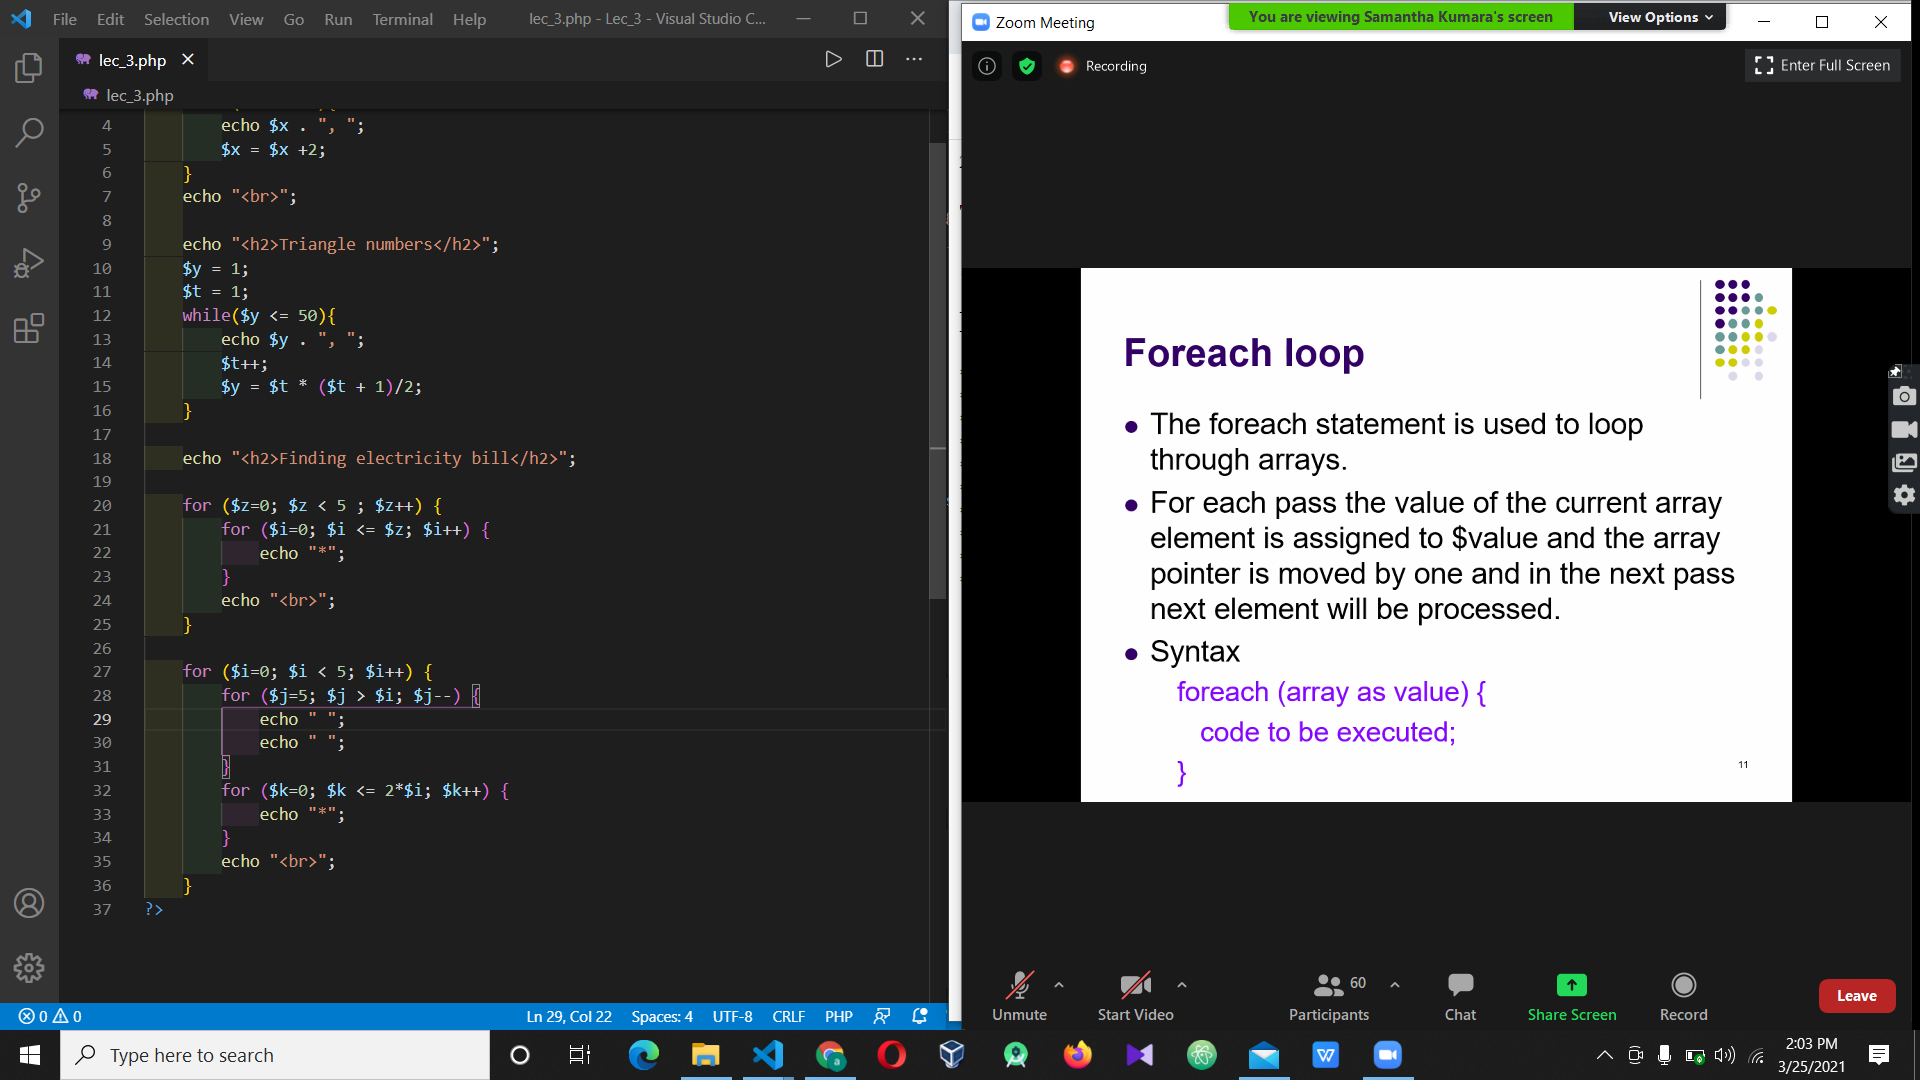 File Edit Selection View Go Run Terminal Help lec_3.php - Lec_3 - Visual Studio C...
lec_3.php
lec_3.php
4 echo $x . ", ";
5 $x = $x +2;
6 }
7 echo "<br>";
8
9 echo "<h2>Triangle numbers</h2>";
10 $y = 1;
11 $t = 1;
12 while($y <= 50){
13 echo $y . ", ";
14 $t++;
15 $y = $t * ($t + 1)/2;
16 }
17
18 echo "<h2>Finding electricity bill</h2>";
19
20 for ($z=0; $z < 5 ; $z++) {
21 for ($i=0; $i <= $z; $i++) {
22 echo "*";
23 }
24 echo "<br>";
25 }
26
27 for ($i=0; $i < 5; $i++) {
28 for ($j=5; $j > $i; $j--) {
29 echo " ";
30 echo " ";
31 }
32 for ($k=0; $k <= 2*$i; $k++) {
33 echo "*";
34 }
35 echo "<br>";
36 }
37 ?>
0 0 Ln 29, Col 22 Spaces: 4 UTF-8 CRLF PHP
Zoom Meeting
You are viewing Samantha Kumara's screen View Options
Recording
Enter Full Screen
Foreach loop
• The foreach statement is used to loop
through arrays.
• For each pass the value of the current array
element is assigned to $value and the array
pointer is moved by one and in the next pass
next element will be processed.
• Syntax
foreach (array as value) {
code to be executed;
}
11
60
Unmute Start Video Participants Chat Share Screen Record
Leave
Type here to search
2:03 PM
3/25/2021